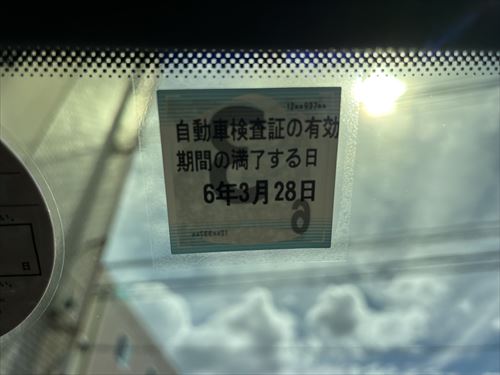 自動車検査証の有効
期間の満了する日
6年3月28日
日